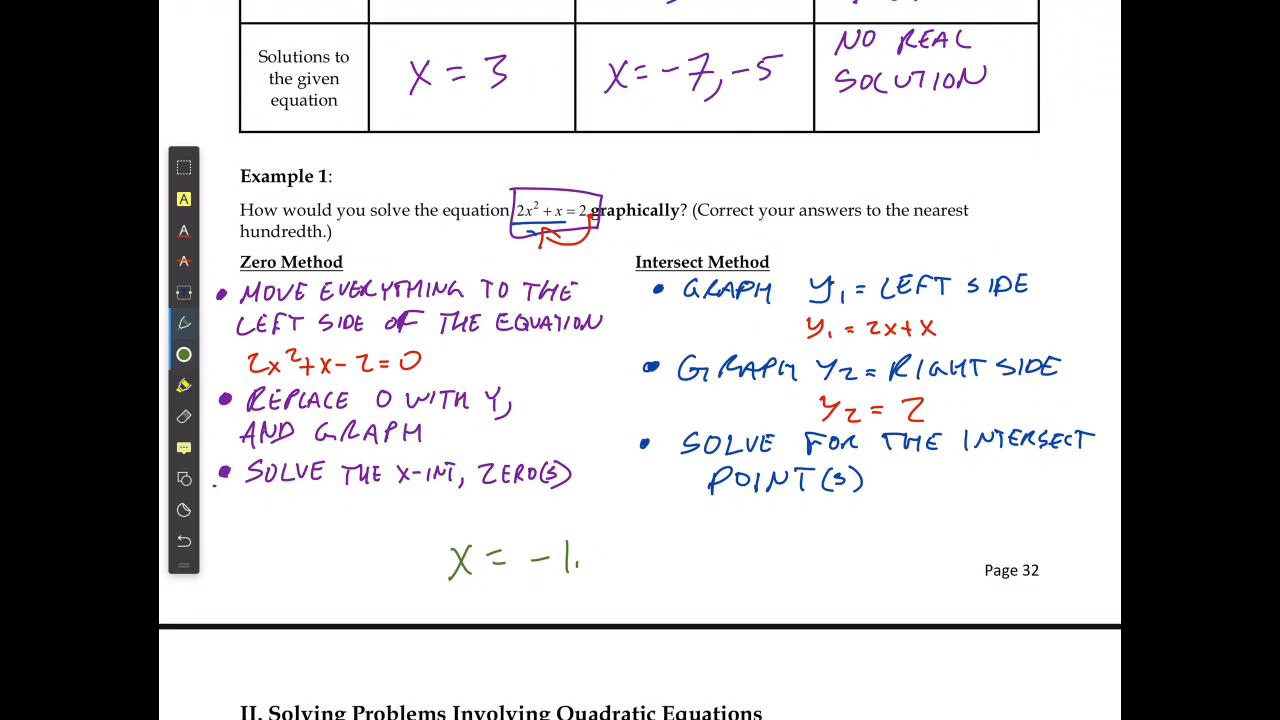 Solutions to
the given
equation
X = 3
X = -7, -5
NO REAL
SOLUTION
Example 1:
How would you solve the equation 2x² + x = 2 graphically? (Correct your answers to the nearest
hundredth.)
Zero Method
• MOVE EVERYTHING TO THE
LEFT SIDE OF THE EQUATION
2x²+x-2=0
• REPLACE 0 WITH Y,
AND GRAPH
• SOLVE THE X-INT, ZERO(S)
Intersect Method
• GRAPH y₁ = LEFT SIDE
y₁ = 2x+x
• GRAPH Y₂ = RIGHT SIDE
y₂ = 2
• SOLVE FOR THE INTERSECT
POINT(S)
X = -1.
Page 32
II. Solving Problems Involving Quadratic Equations